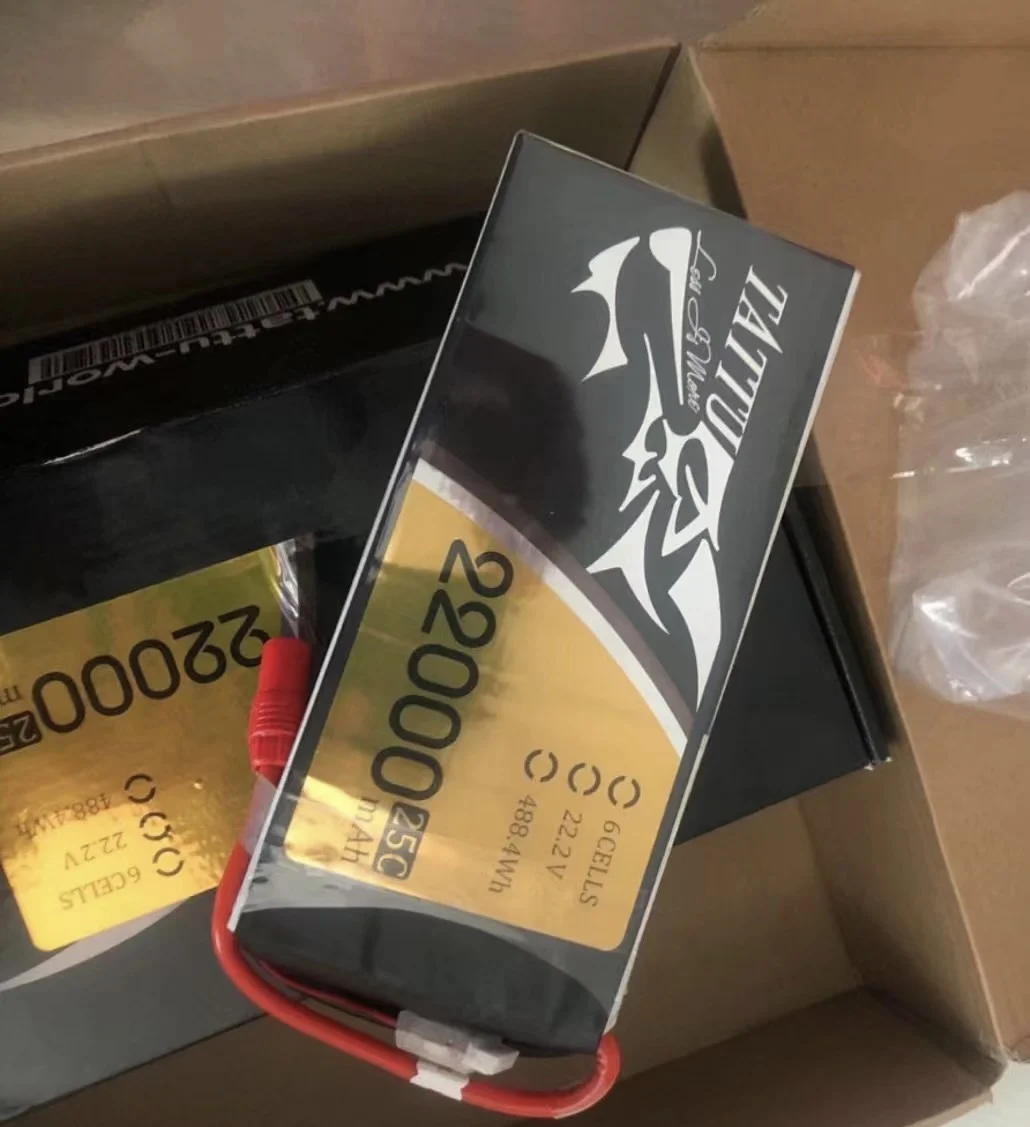 TATTU
Less Is More
22000
25C
mAh
6CELLS
22.2V
488.4Wh
www.tattu-world
22000
25
m
6CELLS
22.2V
488.4Wh